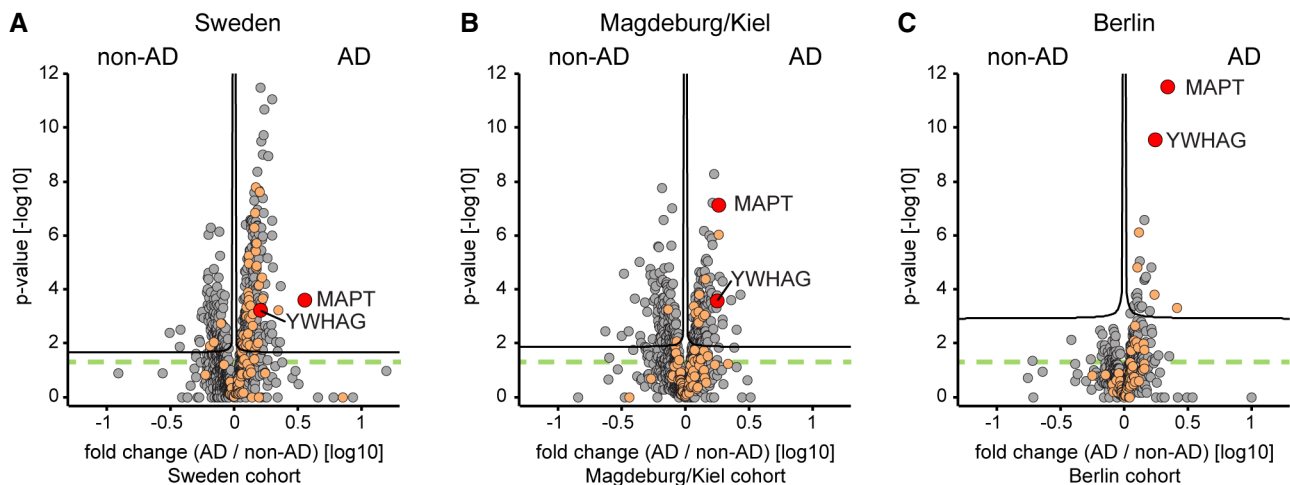 A
Sweden
non-AD
AD
p-value [-log10]
12
10
8
6
4
2
0
MAPT
YWHAG
-1
-0.5
0
0.5
1
fold change (AD / non-AD) [log10]
Sweden cohort
B
Magdeburg/Kiel
non-AD
AD
p-value [-log10]
12
10
8
6
4
2
0
MAPT
YWHAG
-1
-0.5
0
0.5
1
fold change (AD / non-AD) [log10]
Magdeburg/Kiel cohort
C
Berlin
non-AD
AD
p-value [-log10]
12
10
8
6
4
2
0
MAPT
YWHAG
-1
-0.5
0
0.5
1
fold change (AD / non-AD) [log10]
Berlin cohort